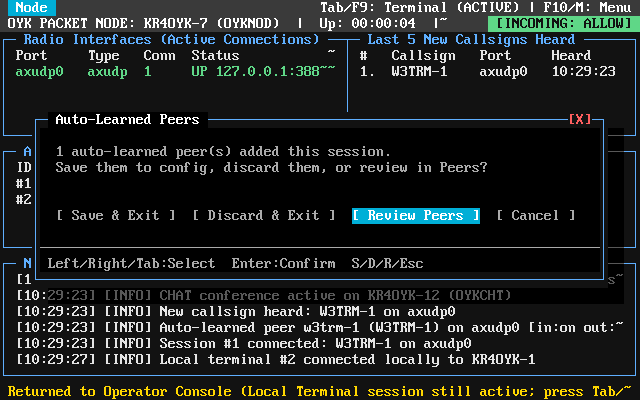 Node Tab/F9: Terminal (ACTIVE) | F10/M: Menu
OYK PACKET NODE: KR4OYK-7 (OYKNOD) | Up: 00:00:04 |~ [INCOMING: ALLOW]
Radio Interfaces (Active Connections) Last 5 New Callsigns Heard
Port Type Conn Status ~ # Callsign Port Heard
axudp0 axudp 1 UP 127.0.0.1:388~~ 1. W3TRM-1 axudp0 10:29:23
Auto-Learned Peers [X]
1 auto-learned peer(s) added this session.
A
Save them to config, discard them, or review in Peers?
ID
#1
#2
[ Save & Exit ] [ Discard & Exit ] [ Review Peers ] [ Cancel ]
Left/Right/Tab:Select Enter:Confirm S/D/R/Esc
N
[1 s~
[10:29:23] [INFO] CHAT conference active on KR4OYK-12 (OYKCHT)
[10:29:23] [INFO] New callsign heard: W3TRM-1 on axudp0
[10:29:23] [INFO] Auto-learned peer w3trm-1 (W3TRM-1) on axudp0 [in:on out:~
[10:29:23] [INFO] Session #1 connected: W3TRM-1 on axudp0
[10:29:27] [INFO] Local terminal #2 connected locally to KR4OYK-1
Returned to Operator Console (Local Terminal session still active; press Tab/~